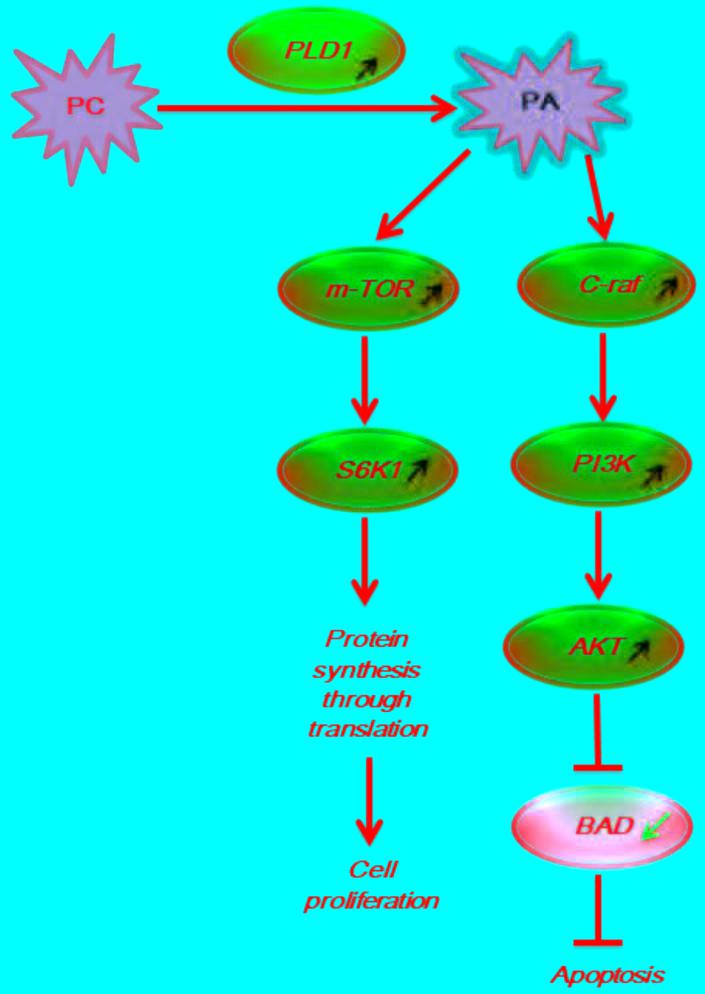 PLD1
PC
PA
m-TOR
C-raf
S6K1
PI3K
Protein
synthesis
through
translation
AKT
BAD
Cell
proliferation
Apoptosis